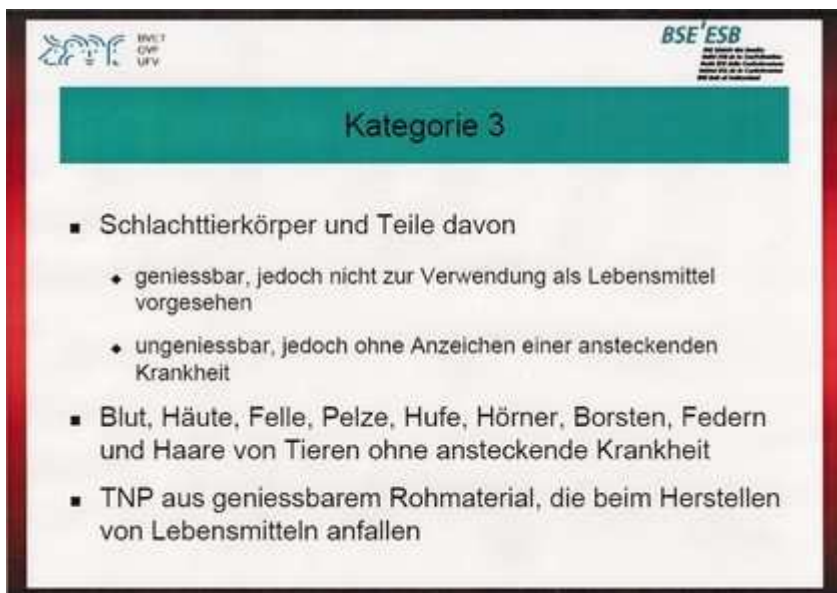 BVET
OVF
UFV
BSE ESB
Kategorie 3
Schlachttierkörper und Teile davon
geniessbar, jedoch nicht zur Verwendung als Lebensmittel
vorgesehen
ungeniessbar, jedoch ohne Anzeichen einer ansteckenden
Krankheit
Blut, Häute, Felle, Pelze, Hufe, Hörner, Borsten, Federn
und Haare von Tieren ohne ansteckende Krankheit
TNP aus geniessbarem Rohmaterial, die beim Herstellen
von Lebensmitteln anfallen